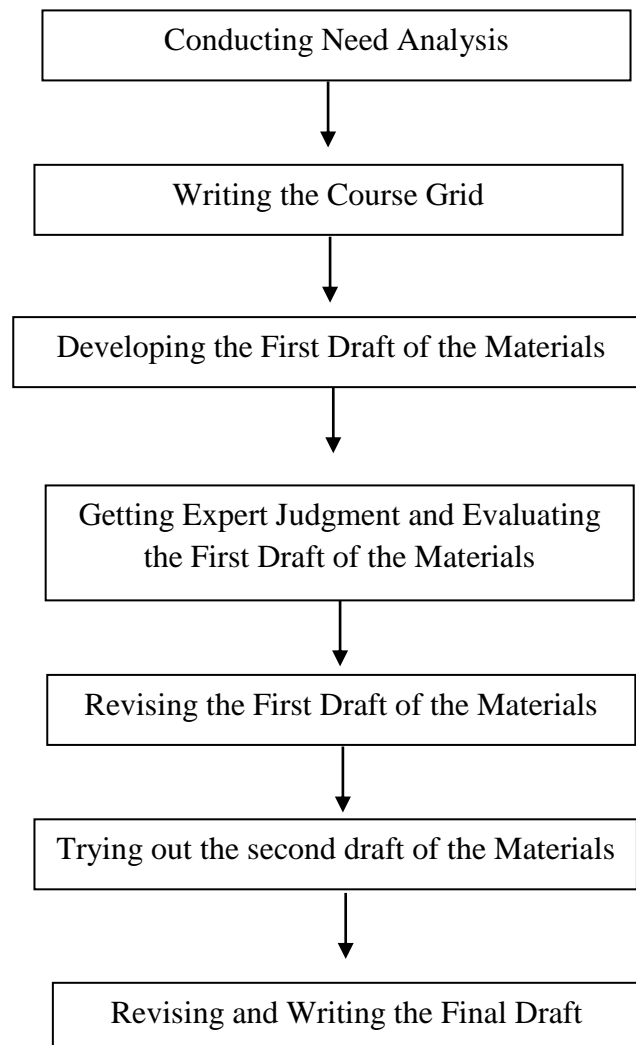 Conducting Need Analysis
Writing the Course Grid
Developing the First Draft of the Materials
Getting Expert Judgment and Evaluating
the First Draft of the Materials
Revising the First Draft of the Materials
Trying out the second draft of the Materials
Revising and Writing the Final Draft